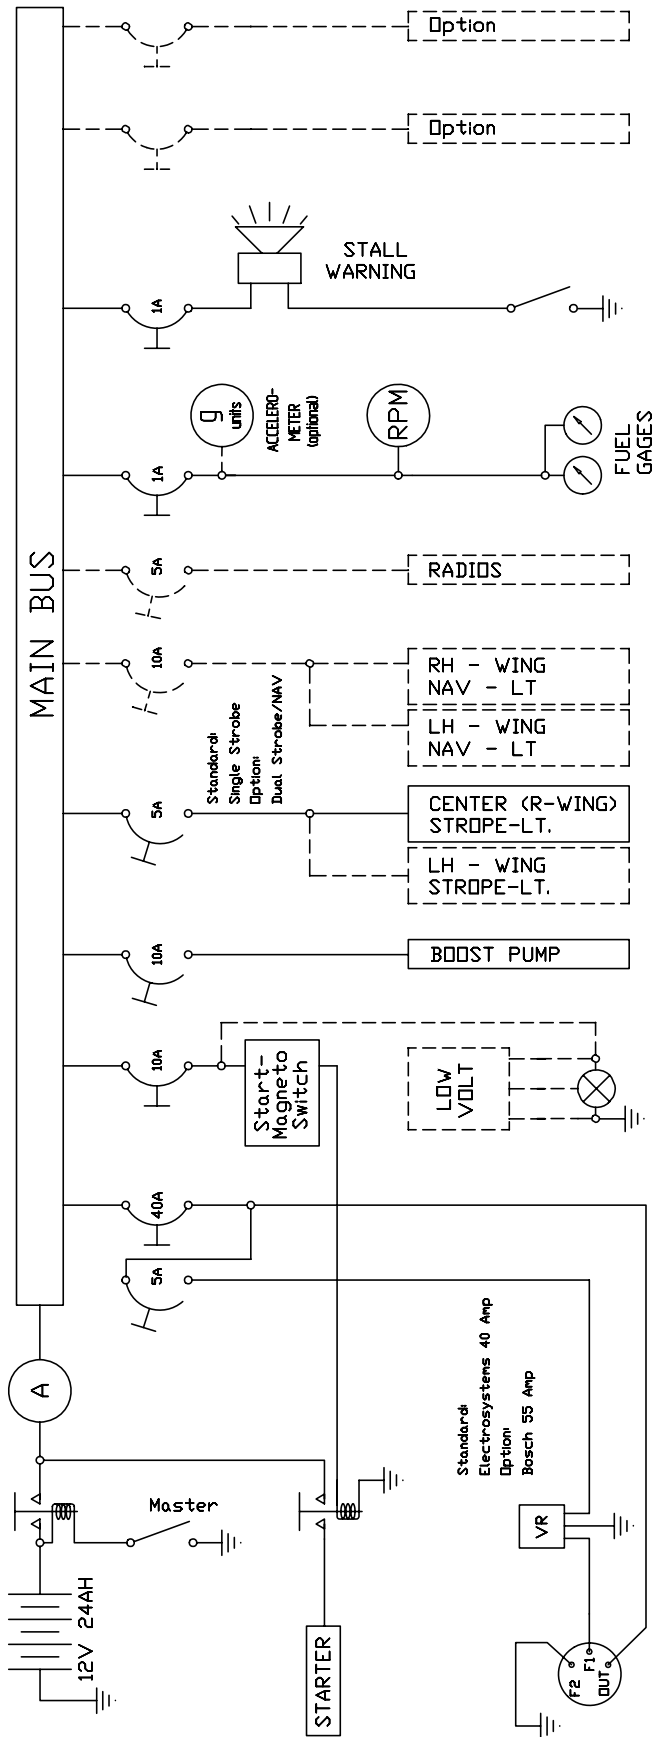 Option
Option
STALL
WARNING
1A
g
units
ACCELERO-
METER
(optional)
RPM
1A
FUEL
GAGES
MAIN BUS
5A
RADIOS
10A
RH - WING
NAV - LT
LH - WING
NAV - LT
Standard:
Single Strobe
Option:
Dual Strobe/NAV
5A
CENTER (R-WING)
STROPE-LT.
LH - WING
STROPE-LT.
10A
BOOST PUMP
10A
Start-
Magneto
Switch
LOW
VOLT
40A
5A
A
Standard:
Electrosystems 40 Amp
Option:
Bosch 55 Amp
Master
VR
12V 24AH
STARTER
F2
F1
OUT